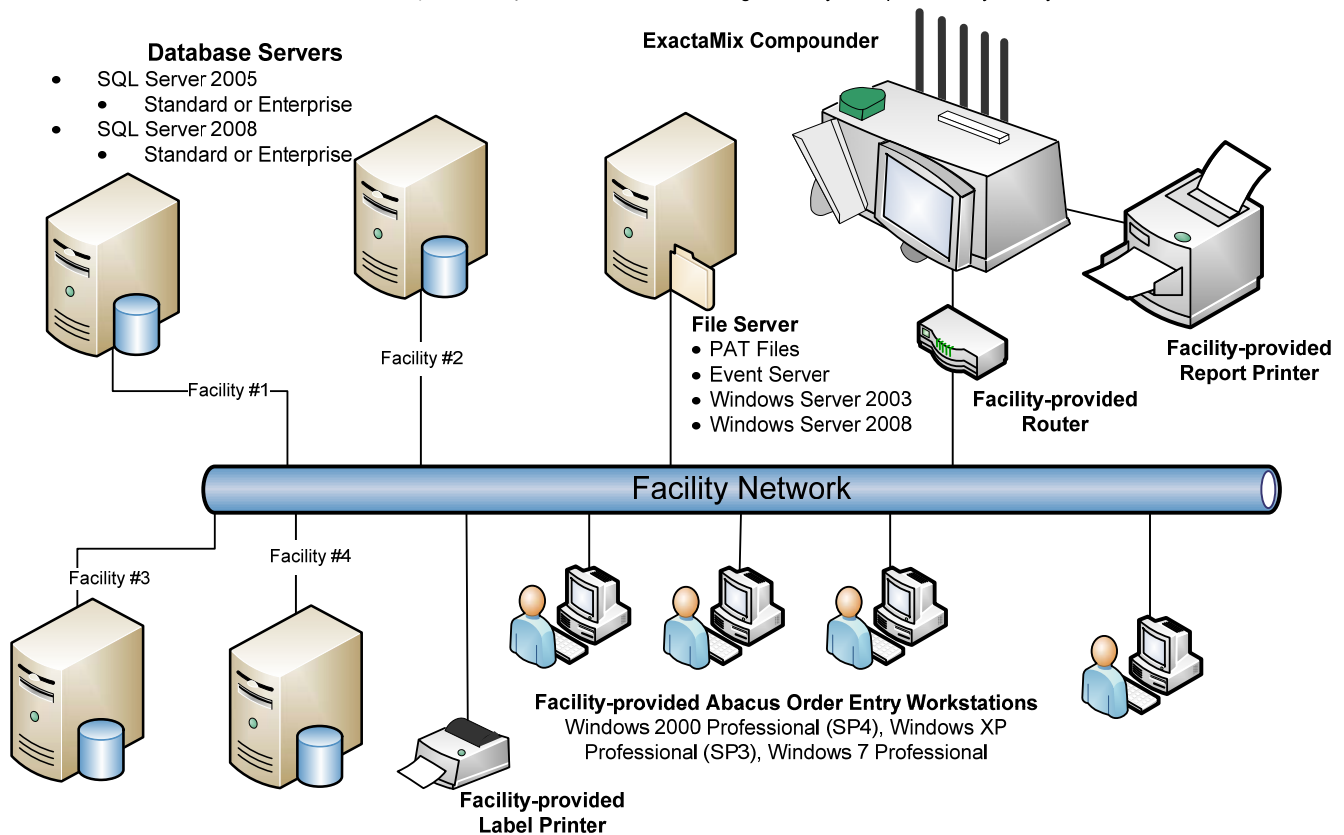 Database Servers
• SQL Server 2005
• Standard or Enterprise
• SQL Server 2008
• Standard or Enterprise
ExactaMix Compounder
Facility #1
Facility #2
File Server
• PAT Files
• Event Server
• Windows Server 2003
• Windows Server 2008
Facility-provided
Router
Facility-provided
Report Printer
Facility Network
Facility #3
Facility #4
Facility-provided Abacus Order Entry Workstations
Windows 2000 Professional (SP4), Windows XP
Professional (SP3), Windows 7 Professional
Facility-provided
Label Printer